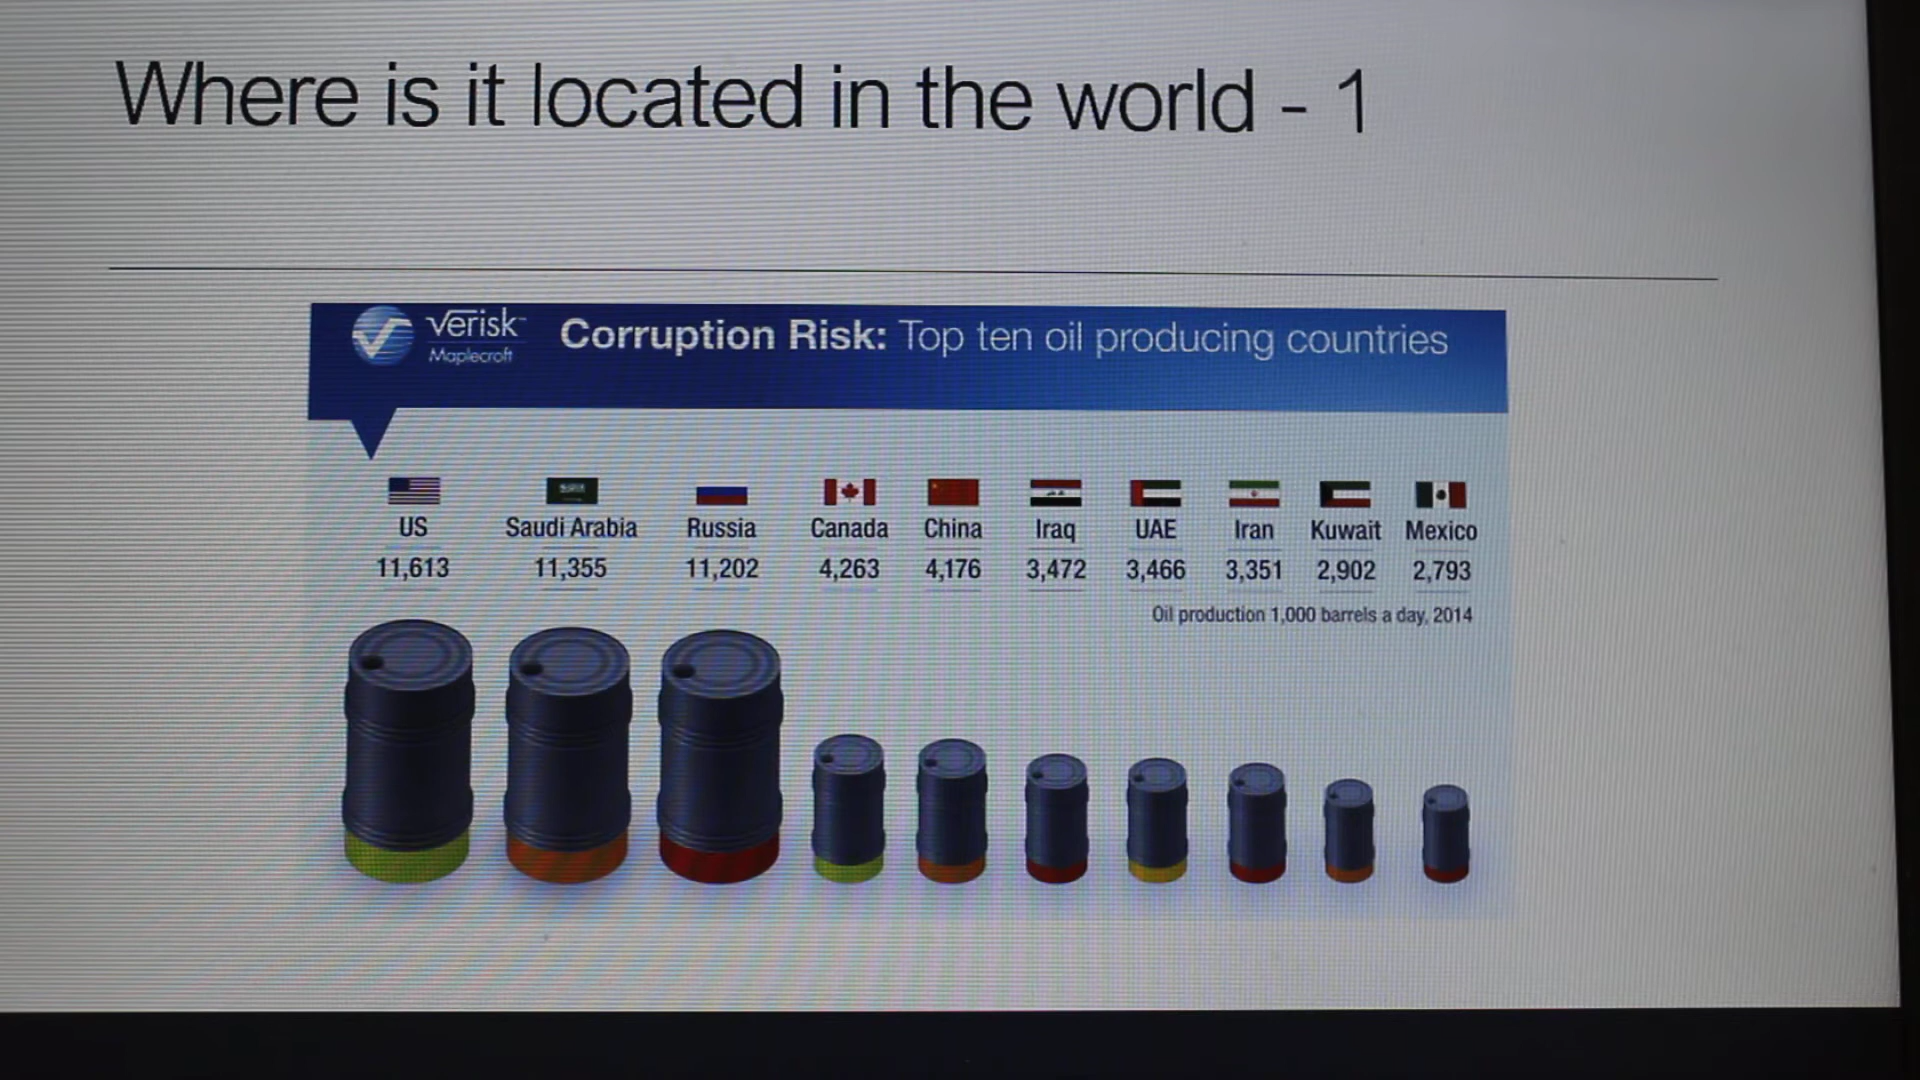 Where is it located in the world - 1
Verisk™
Maplecroft
Corruption Risk: Top ten oil producing countries
US Saudi Arabia Russia Canada China Iraq UAE Iran Kuwait Mexico
11,613 11,355 11,202 4,263 4,176 3,472 3,466 3,351 2,902 2,793
Oil production 1,000 barrels a day, 2014